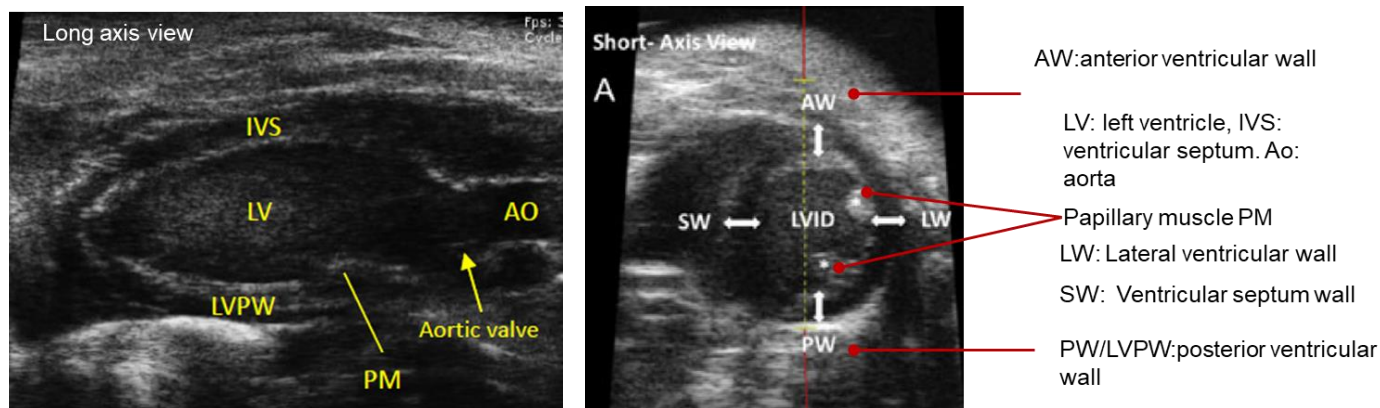 Long axis view
Fps: 3
Cycle
IVS
LV
AO
LVPW
Aortic valve
PM
Short- Axis View
A
AW
SW
LVID
LW
*
*
PW
AW:anterior ventricular wall
LV: left ventricle, IVS:
ventricular septum. Ao:
aorta
Papillary muscle PM
LW: Lateral ventricular wall
SW: Ventricular septum wall
PW/LVPW:posterior ventricular
wall